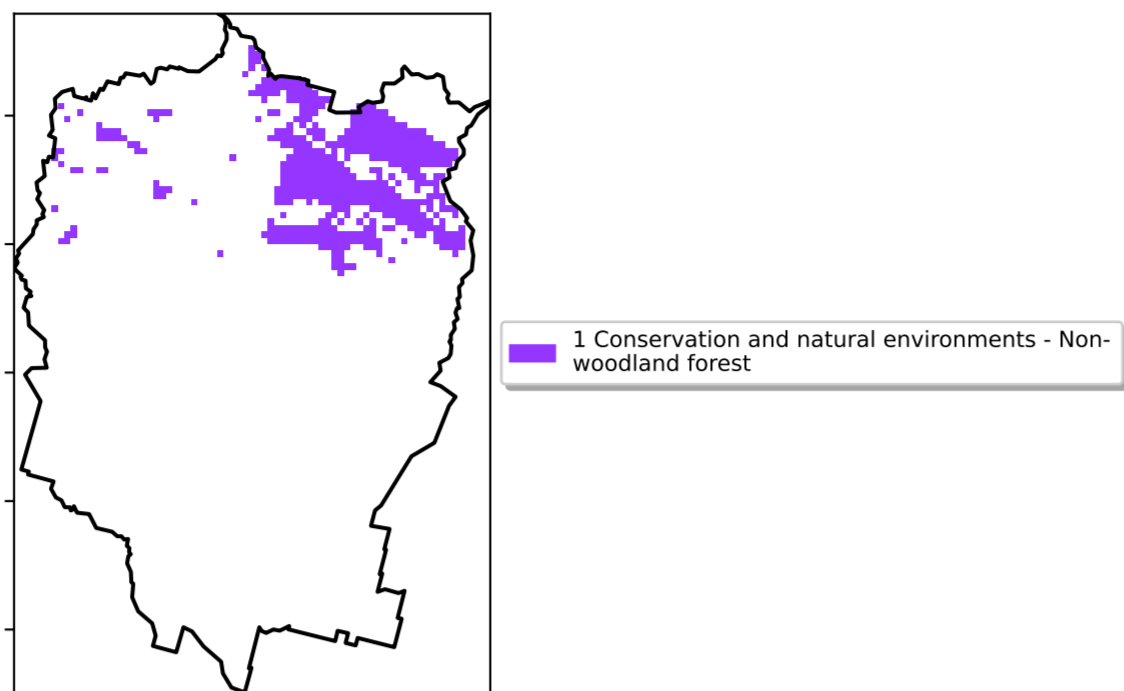 1 Conservation and natural environments - Non-
woodland forest